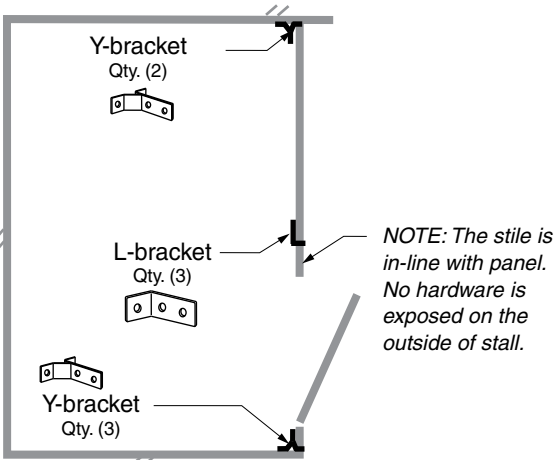 Y-bracket
Qty. (2)
L-bracket
Qty. (3)
NOTE: The stile is
in-line with panel.
No hardware is
exposed on the
outside of stall.
Y-bracket
Qty. (3)